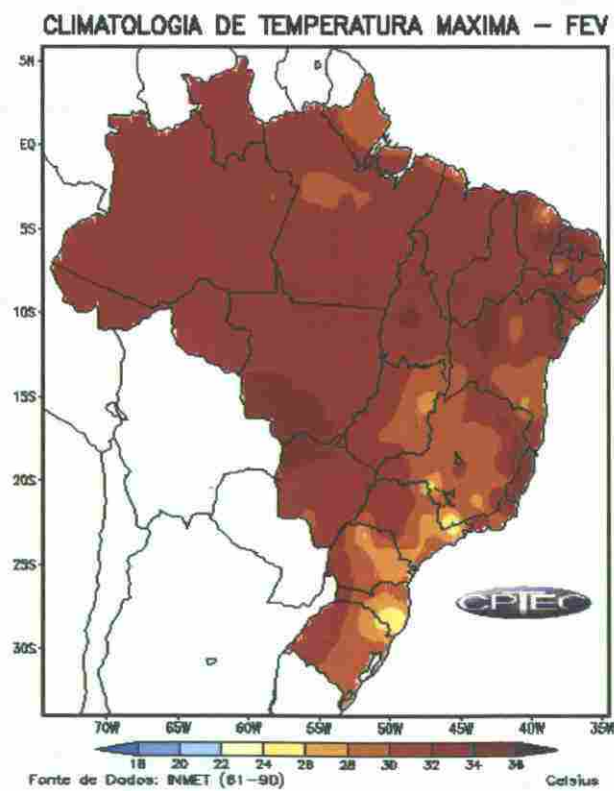 CLIMATOLOGIA DE TEMPERATURA MAXIMA – FEV
5N
EQ
5S
10S
15S
20S
25S
30S
CPTEC
70W 65W 60W 55W 50W 45W 40W 35W
18 20 22 24 26 28 30 32 34 36
Fonte de Dados: INMET (61-90) Celsius